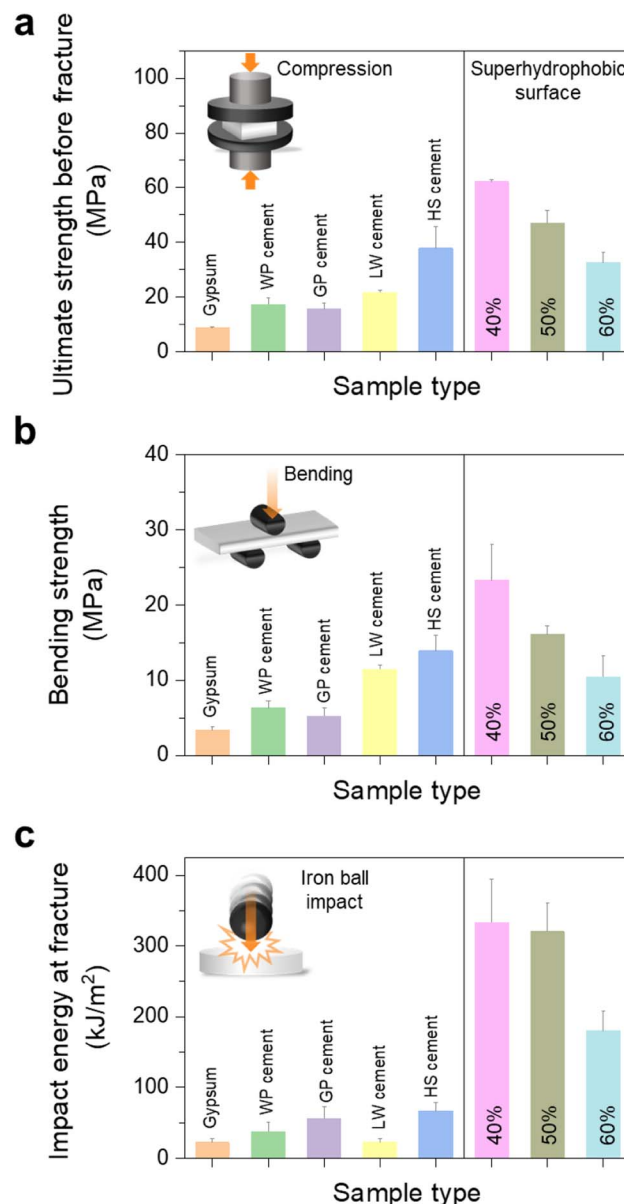 a
Ultimate strength before fracture
(MPa)
100
80
60
40
20
0
Compression
Superhydrophobic
surface
Gypsum
WP cement
GP cement
LW cement
HS cement
40%
50%
60%
Sample type
b
Bending strength
(MPa)
40
30
20
10
0
Bending
Gypsum
WP cement
GP cement
LW cement
HS cement
40%
50%
60%
Sample type
c
Impact energy at fracture
(kJ/m²)
400
300
200
100
0
Iron ball
impact
Gypsum
WP cement
GP cement
LW cement
HS cement
40%
50%
60%
Sample type